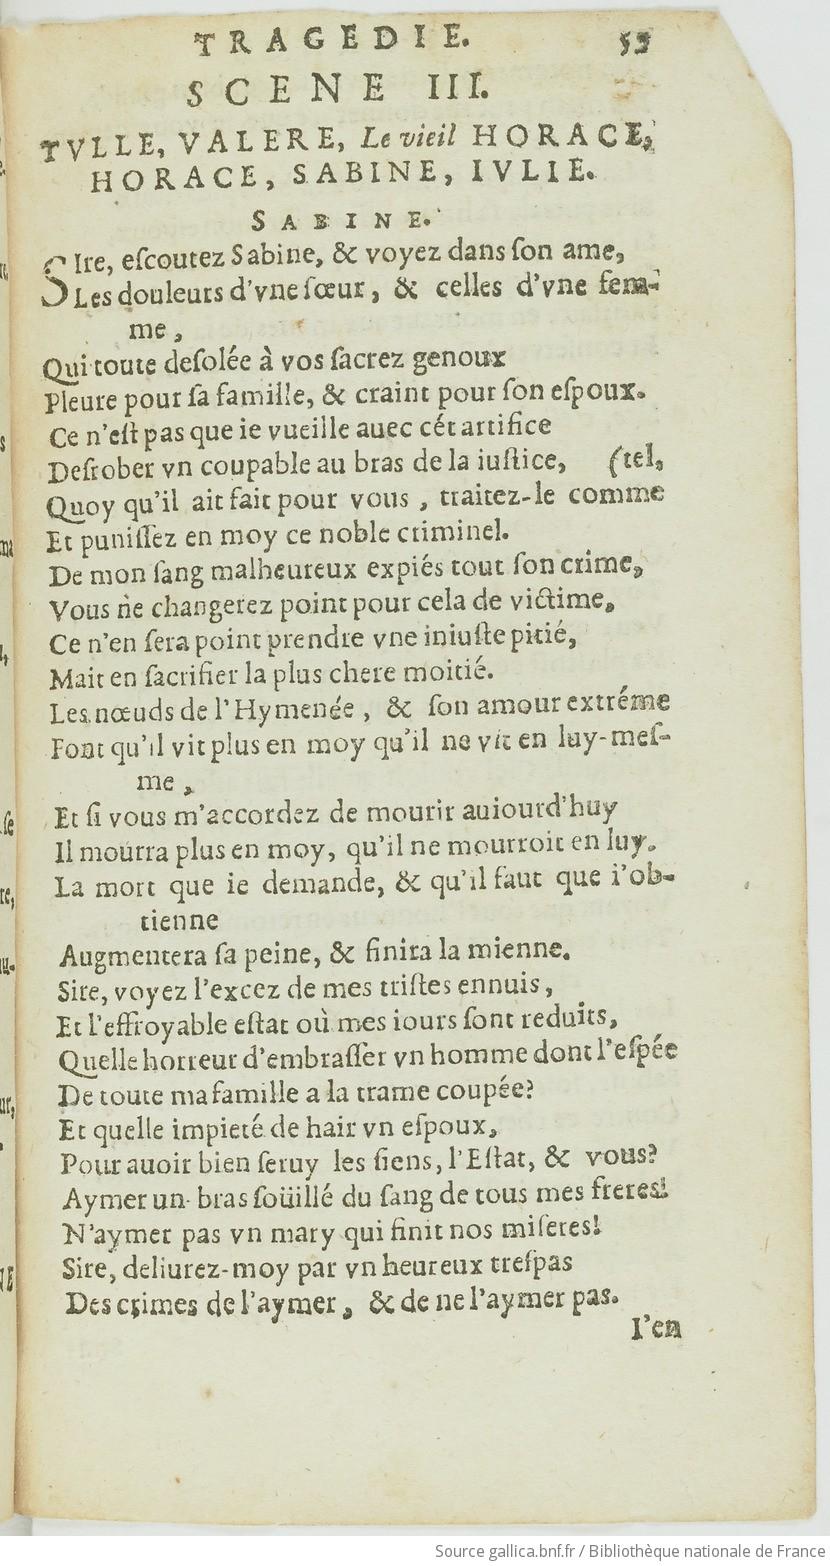 TRAGEDIE. 53
SCENE III.
TVLLE, VALERE, Le vieil HORACE,
HORACE, SABINE, IVLIE.
SABINE.
SIre, eſcoutez Sabine, & voyez dans ſon ame,
Les douleurs d'vne ſœur, & celles d'vne fem-
me,
Qui toute deſolée à vos ſacrez genoux
Pleure pour ſa famille, & craint pour ſon eſpoux.
Ce n'eſt pas que ie vueille auec cét artifice
Deſrober vn coupable au bras de la iuſtice, (tel,
Quoy qu'il ait fait pour vous, traitez-le comme
Et puniſſez en moy ce noble criminel.
De mon ſang malheureux expiés tout ſon crime,
Vous ne changerez point pour cela de victime,
Ce n'en ſera point prendre vne iniuſte pitié,
Mait en ſacrifier la plus chere moitié.
Les nœuds de l'Hymenée, & ſon amour extréme
Font qu'il vit plus en moy qu'il ne vit en luy-meſ-
me,
Et ſi vous m'accordez de mourir auiourd'huy
Il mourra plus en moy, qu'il ne mourroit en luy.
La mort que ie demande, & qu'il faut que i'ob-
tienne
Augmentera ſa peine, & finira la mienne.
Sire, voyez l'excez de mes triſtes ennuis,
Et l'effroyable eſtat où mes iours ſont reduits,
Quelle horreur d'embraſſer vn homme dont l'eſpée
De toute ma famille a la trame coupée?
Et quelle impieté de hair vn eſpoux,
Pour auoir bien ſeruy les ſiens, l'Eſtat, & vous?
Aymer un bras ſoüillé du ſang de tous mes freres!
N'aymer pas vn mary qui finit nos miſeres!
Sire, deliurez-moy par vn heureux treſpas
Des crimes de l'aymer, & de ne l'aymer pas.
I'en
Source gallica.bnf.fr / Bibliothèque nationale de France